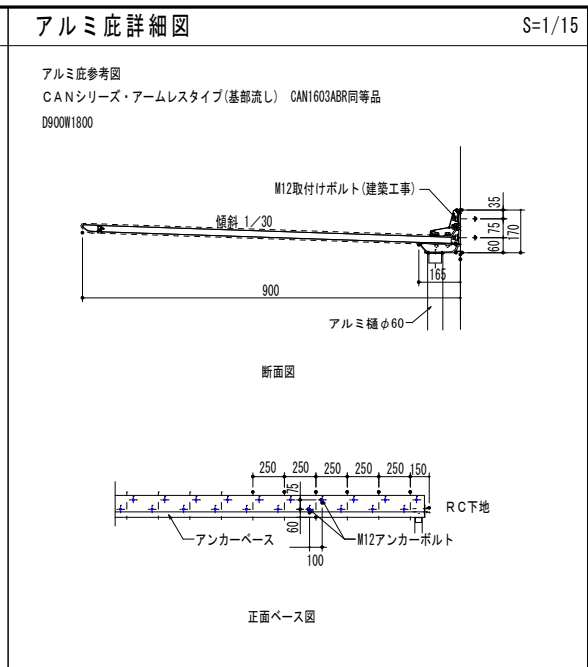 アルミ庇詳細図 S=1/15
アルミ庇参考図
CANシリーズ・アームレスタイプ(基部流し) CAN1603ABR同等品
D900W1800
M12取付けボルト(建築工事)
傾斜 1/30
35
75
60
170
165
900
アルミ樋φ60
断面図
250 250 250 250 250 150
75
60
RC下地
アンカーベース
M12アンカーボルト
100
正面ベース図